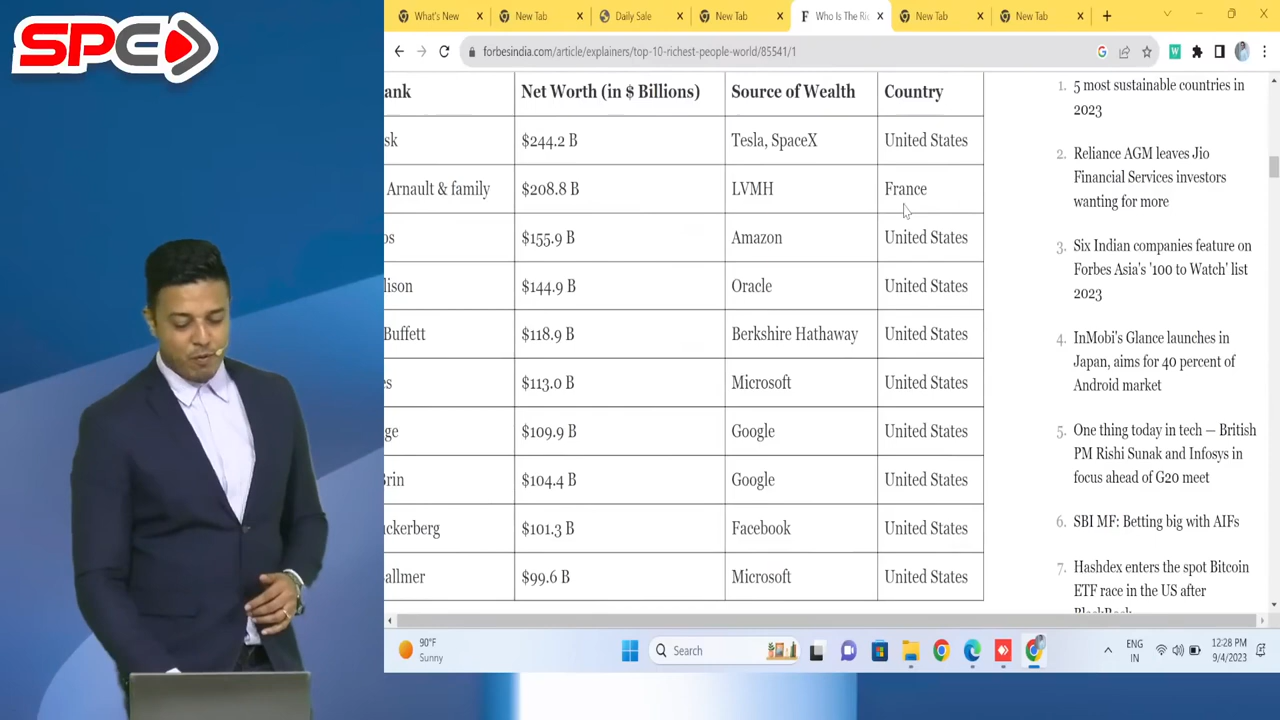 SPE
What's New
New Tab
Daily Sale
New Tab
Who Is The Ri
New Tab
New Tab
forbesindia.com/article/explainers/top-10-richest-people-world/85541/1
ank Net Worth (in $ Billions) Source of Wealth Country
sk $244.2 B Tesla, SpaceX United States
Arnault & family $208.8 B LVMH France
os $155.9 B Amazon United States
lison $144.9 B Oracle United States
Buffett $118.9 B Berkshire Hathaway United States
es $113.0 B Microsoft United States
ge $109.9 B Google United States
Brin $104.4 B Google United States
uckerberg $101.3 B Facebook United States
allmer $99.6 B Microsoft United States
1. 5 most sustainable countries in
2023
2. Reliance AGM leaves Jio
Financial Services investors
wanting for more
3. Six Indian companies feature on
Forbes Asia's '100 to Watch' list
2023
4. InMobi's Glance launches in
Japan, aims for 40 percent of
Android market
5. One thing today in tech — British
PM Rishi Sunak and Infosys in
focus ahead of G20 meet
6. SBI MF: Betting big with AIFs
7. Hashdex enters the spot Bitcoin
ETF race in the US after
BlackRock
90°F
Sunny
Search
ENG
IN
12:28 PM
9/4/2023